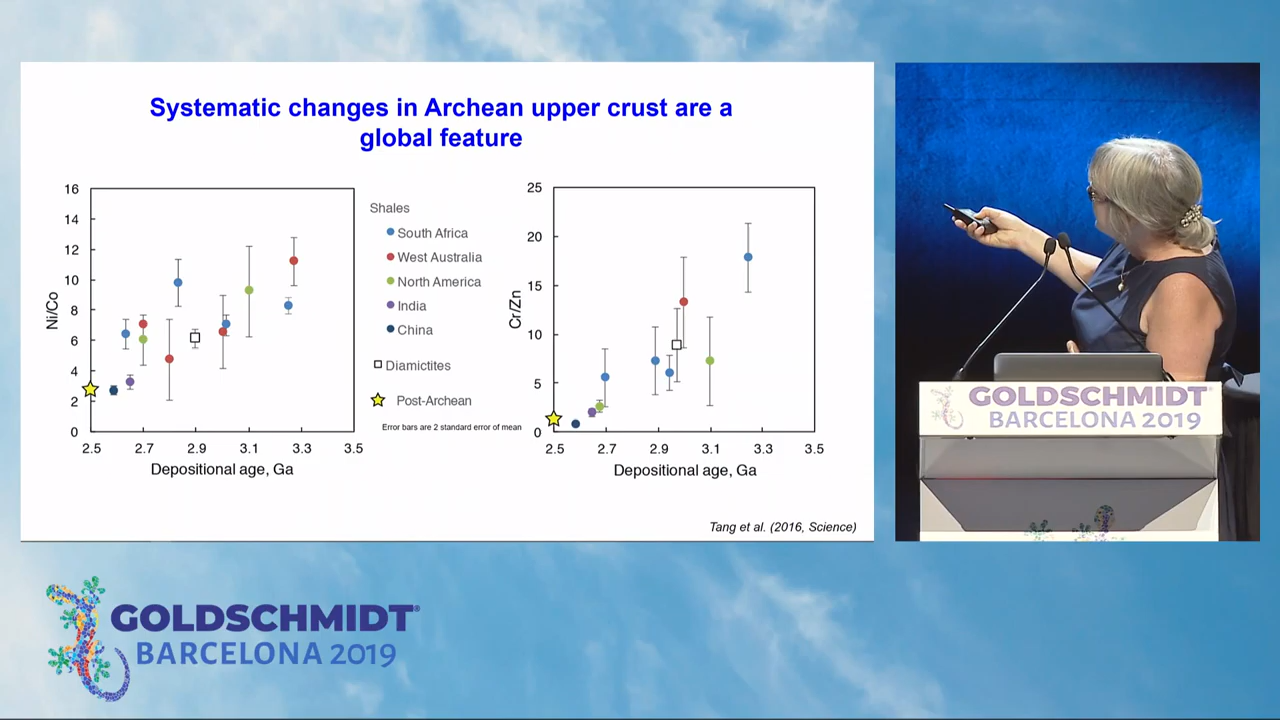 Systematic changes in Archean upper crust are a
global feature
16
14
12
10
8
6
4
2
0
Ni/Co
2.5 2.7 2.9 3.1 3.3 3.5
Depositional age, Ga
Shales
South Africa
West Australia
North America
India
China
Diamictites
Post-Archean
Error bars are 2 standard error of mean
25
20
15
10
5
0
Cr/Zn
2.5 2.7 2.9 3.1 3.3 3.5
Depositional age, Ga
Tang et al. (2016, Science)
GOLDSCHMIDT®
BARCELONA 2019
GOLDSCHMIDT®
BARCELONA 2019